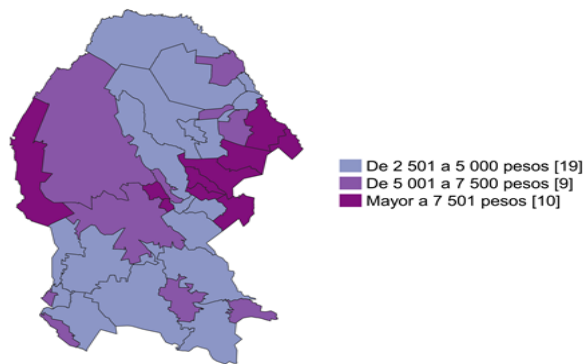 De 2 501 a 5 000 pesos [19]
De 5 001 a 7 500 pesos [9]
Mayor a 7 501 pesos [10]